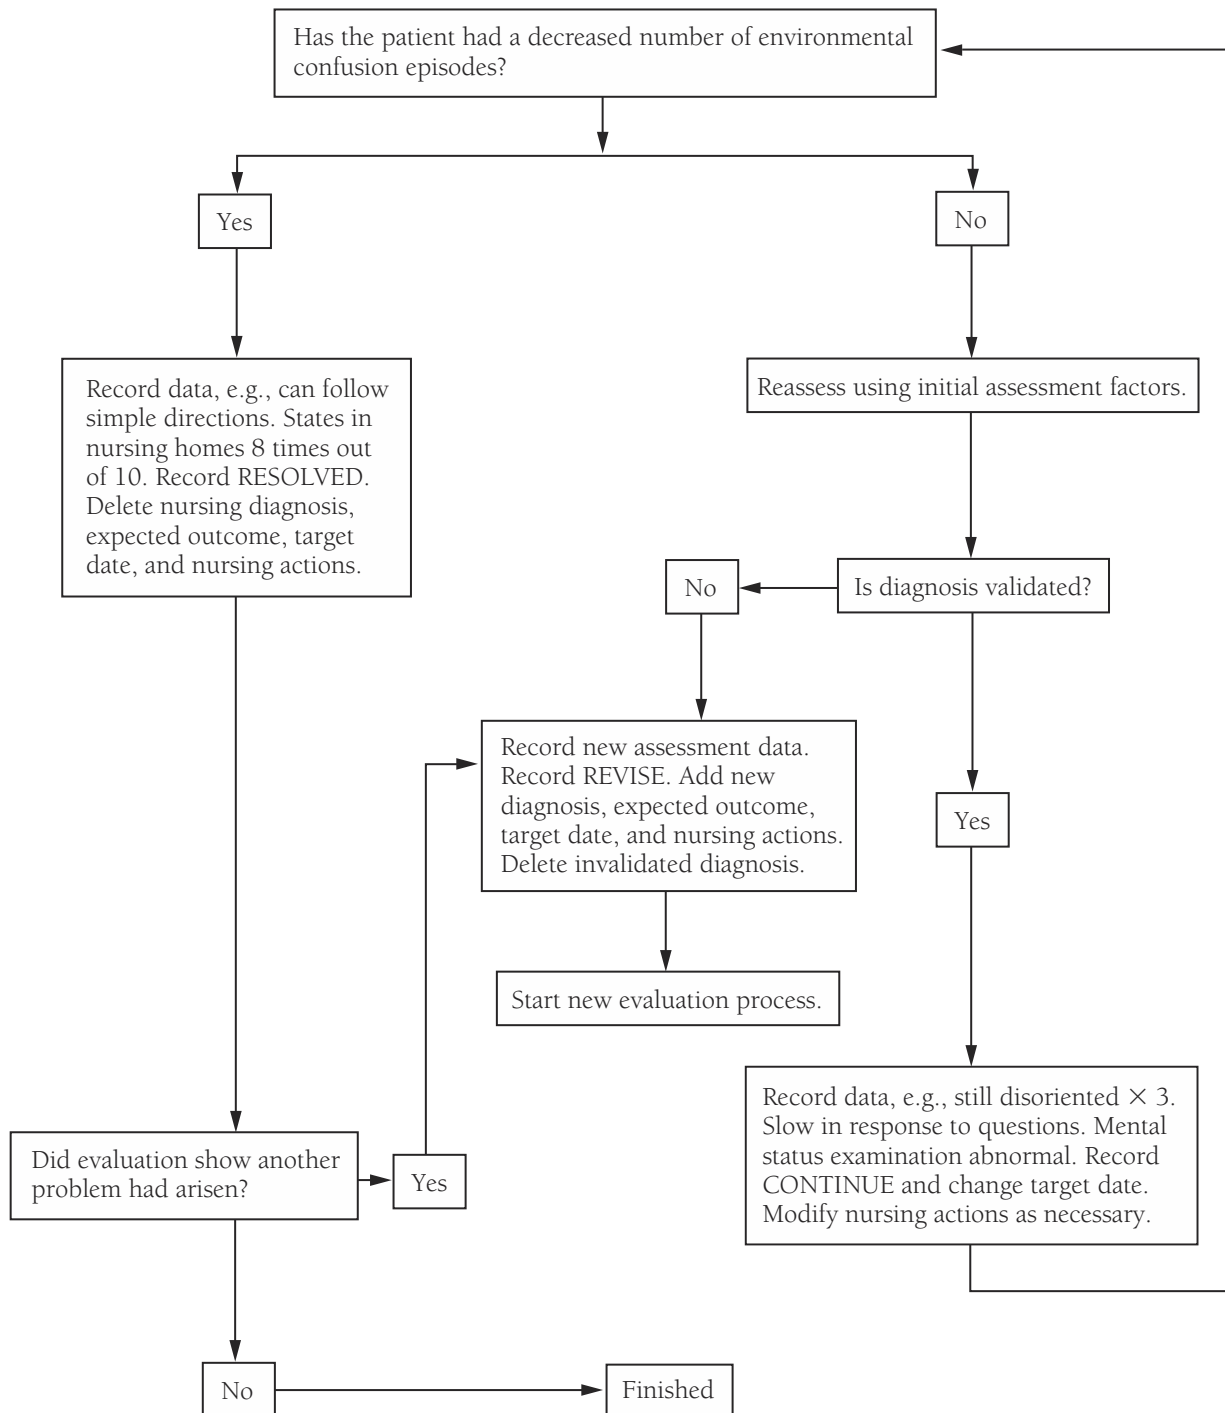 Has the patient had a decreased number of environmental
confusion episodes?
Yes
No
Record data, e.g., can follow
simple directions. States in
nursing homes 8 times out
of 10. Record RESOLVED.
Delete nursing diagnosis,
expected outcome, target
date, and nursing actions.
Reassess using initial assessment factors.
No
Is diagnosis validated?
Record new assessment data.
Record REVISE. Add new
diagnosis, expected outcome,
target date, and nursing actions.
Delete invalidated diagnosis.
Yes
Start new evaluation process.
Record data, e.g., still disoriented × 3.
Slow in response to questions. Mental
status examination abnormal. Record
CONTINUE and change target date.
Modify nursing actions as necessary.
Did evaluation show another
problem had arisen?
Yes
No
Finished